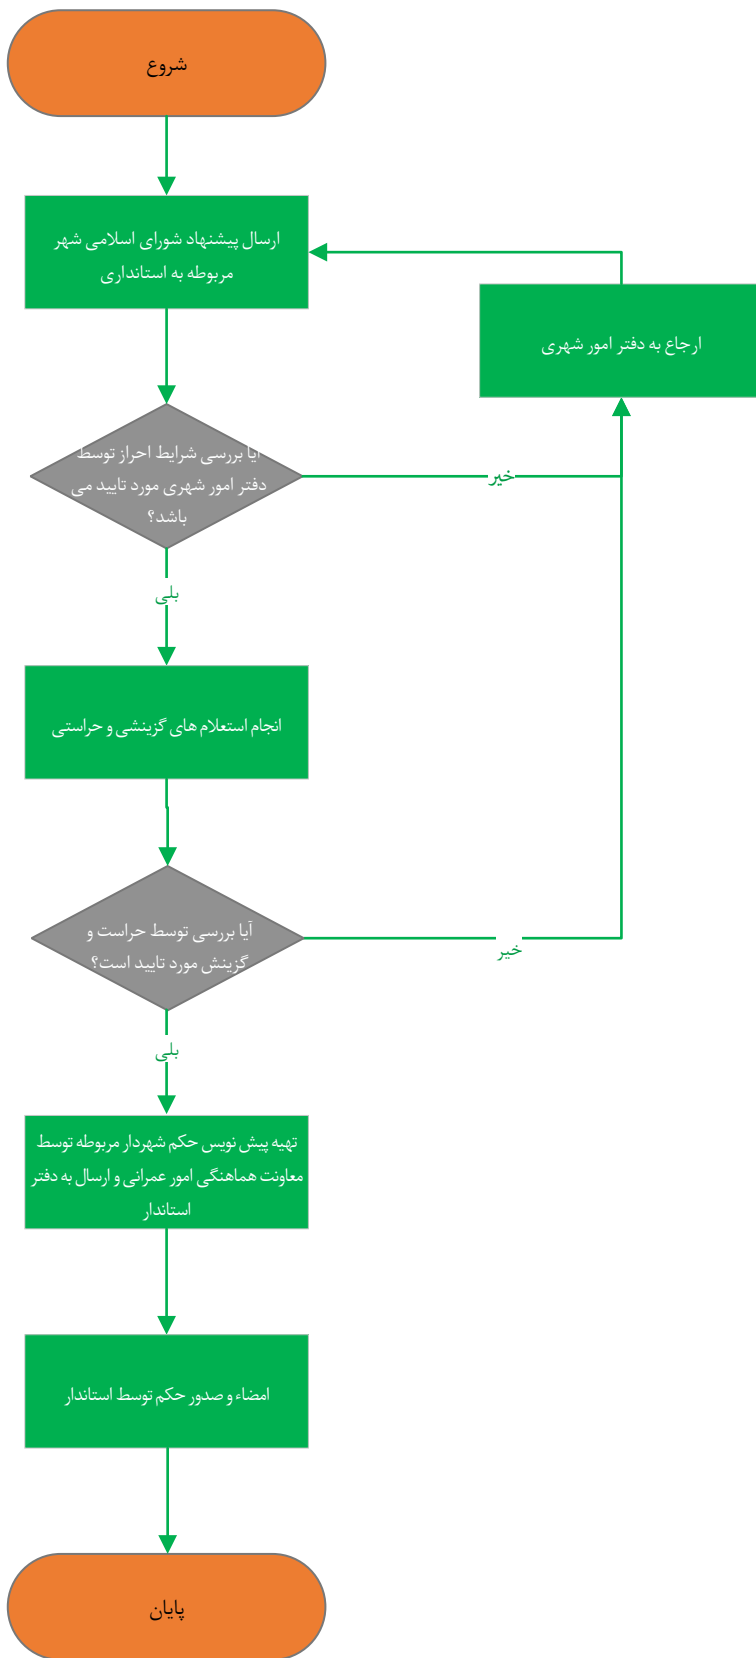 شروع
ارسال پیشنهاد شورای اسلامی شهر
مربوطه به استانداری
ارجاع به دفتر امور شهری
آیا بررسی شرایط احراز توسط
دفتر امور شهری مورد تایید می
باشد؟
خیر
بلی
انجام استعلام های گزینشی و حراستی
آیا بررسی توسط حراست و
گزینش مورد تایید است؟
خیر
بلی
تهیه پیش نویس حکم شهردار مربوطه توسط
معاونت هماهنگی امور عمرانی و ارسال به دفتر
استاندار
امضاء و صدور حکم توسط استاندار
پایان